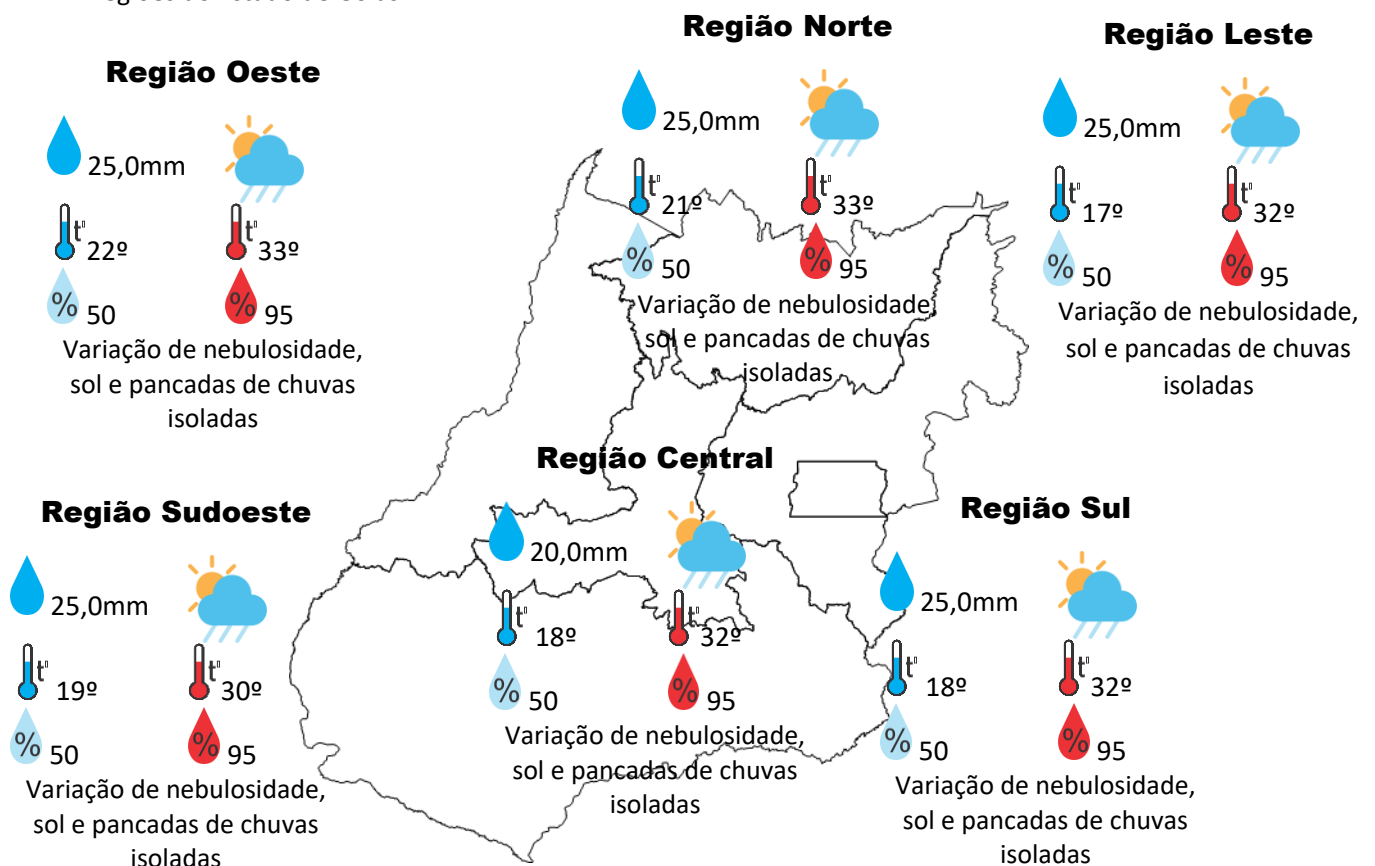 Região Norte
Região Leste
Região Oeste
25,0mm
t° 21º
t° 33º
% 50
% 95
Variação de nebulosidade,
sol e pancadas de chuvas
isoladas
25,0mm
t° 17º
t° 32º
% 50
% 95
Variação de nebulosidade,
sol e pancadas de chuvas
isoladas
25,0mm
t° 22º
t° 33º
% 50
% 95
Variação de nebulosidade,
sol e pancadas de chuvas
isoladas
Região Central
20,0mm
t° 18º
t° 32º
% 50
% 95
Variação de nebulosidade,
sol e pancadas de chuvas
isoladas
Região Sudoeste
25,0mm
t° 19º
t° 30º
% 50
% 95
Variação de nebulosidade,
sol e pancadas de chuvas
isoladas
Região Sul
25,0mm
t° 18º
t° 32º
% 50
% 95
Variação de nebulosidade,
sol e pancadas de chuvas
isoladas